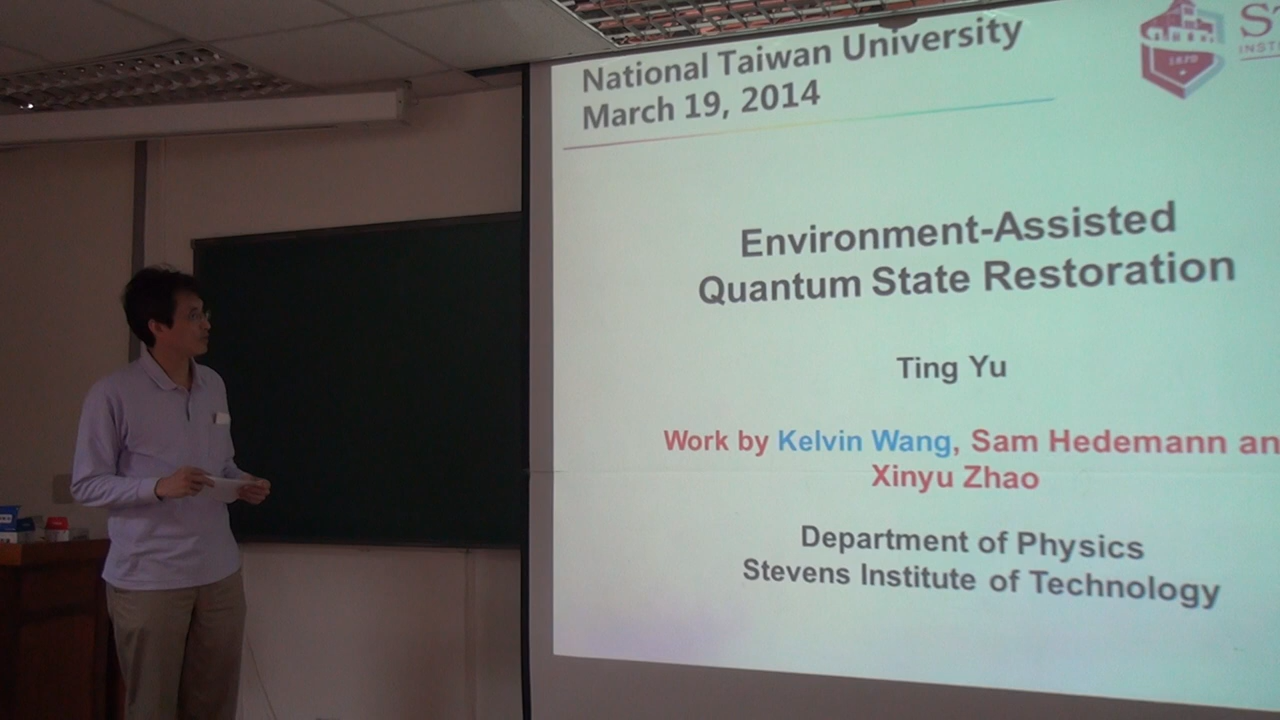 National Taiwan University
March 19, 2014
Environment-Assisted
Quantum State Restoration
Ting Yu
Work by Kelvin Wang, Sam Hedemann an
Xinyu Zhao
Department of Physics
Stevens Institute of Technology